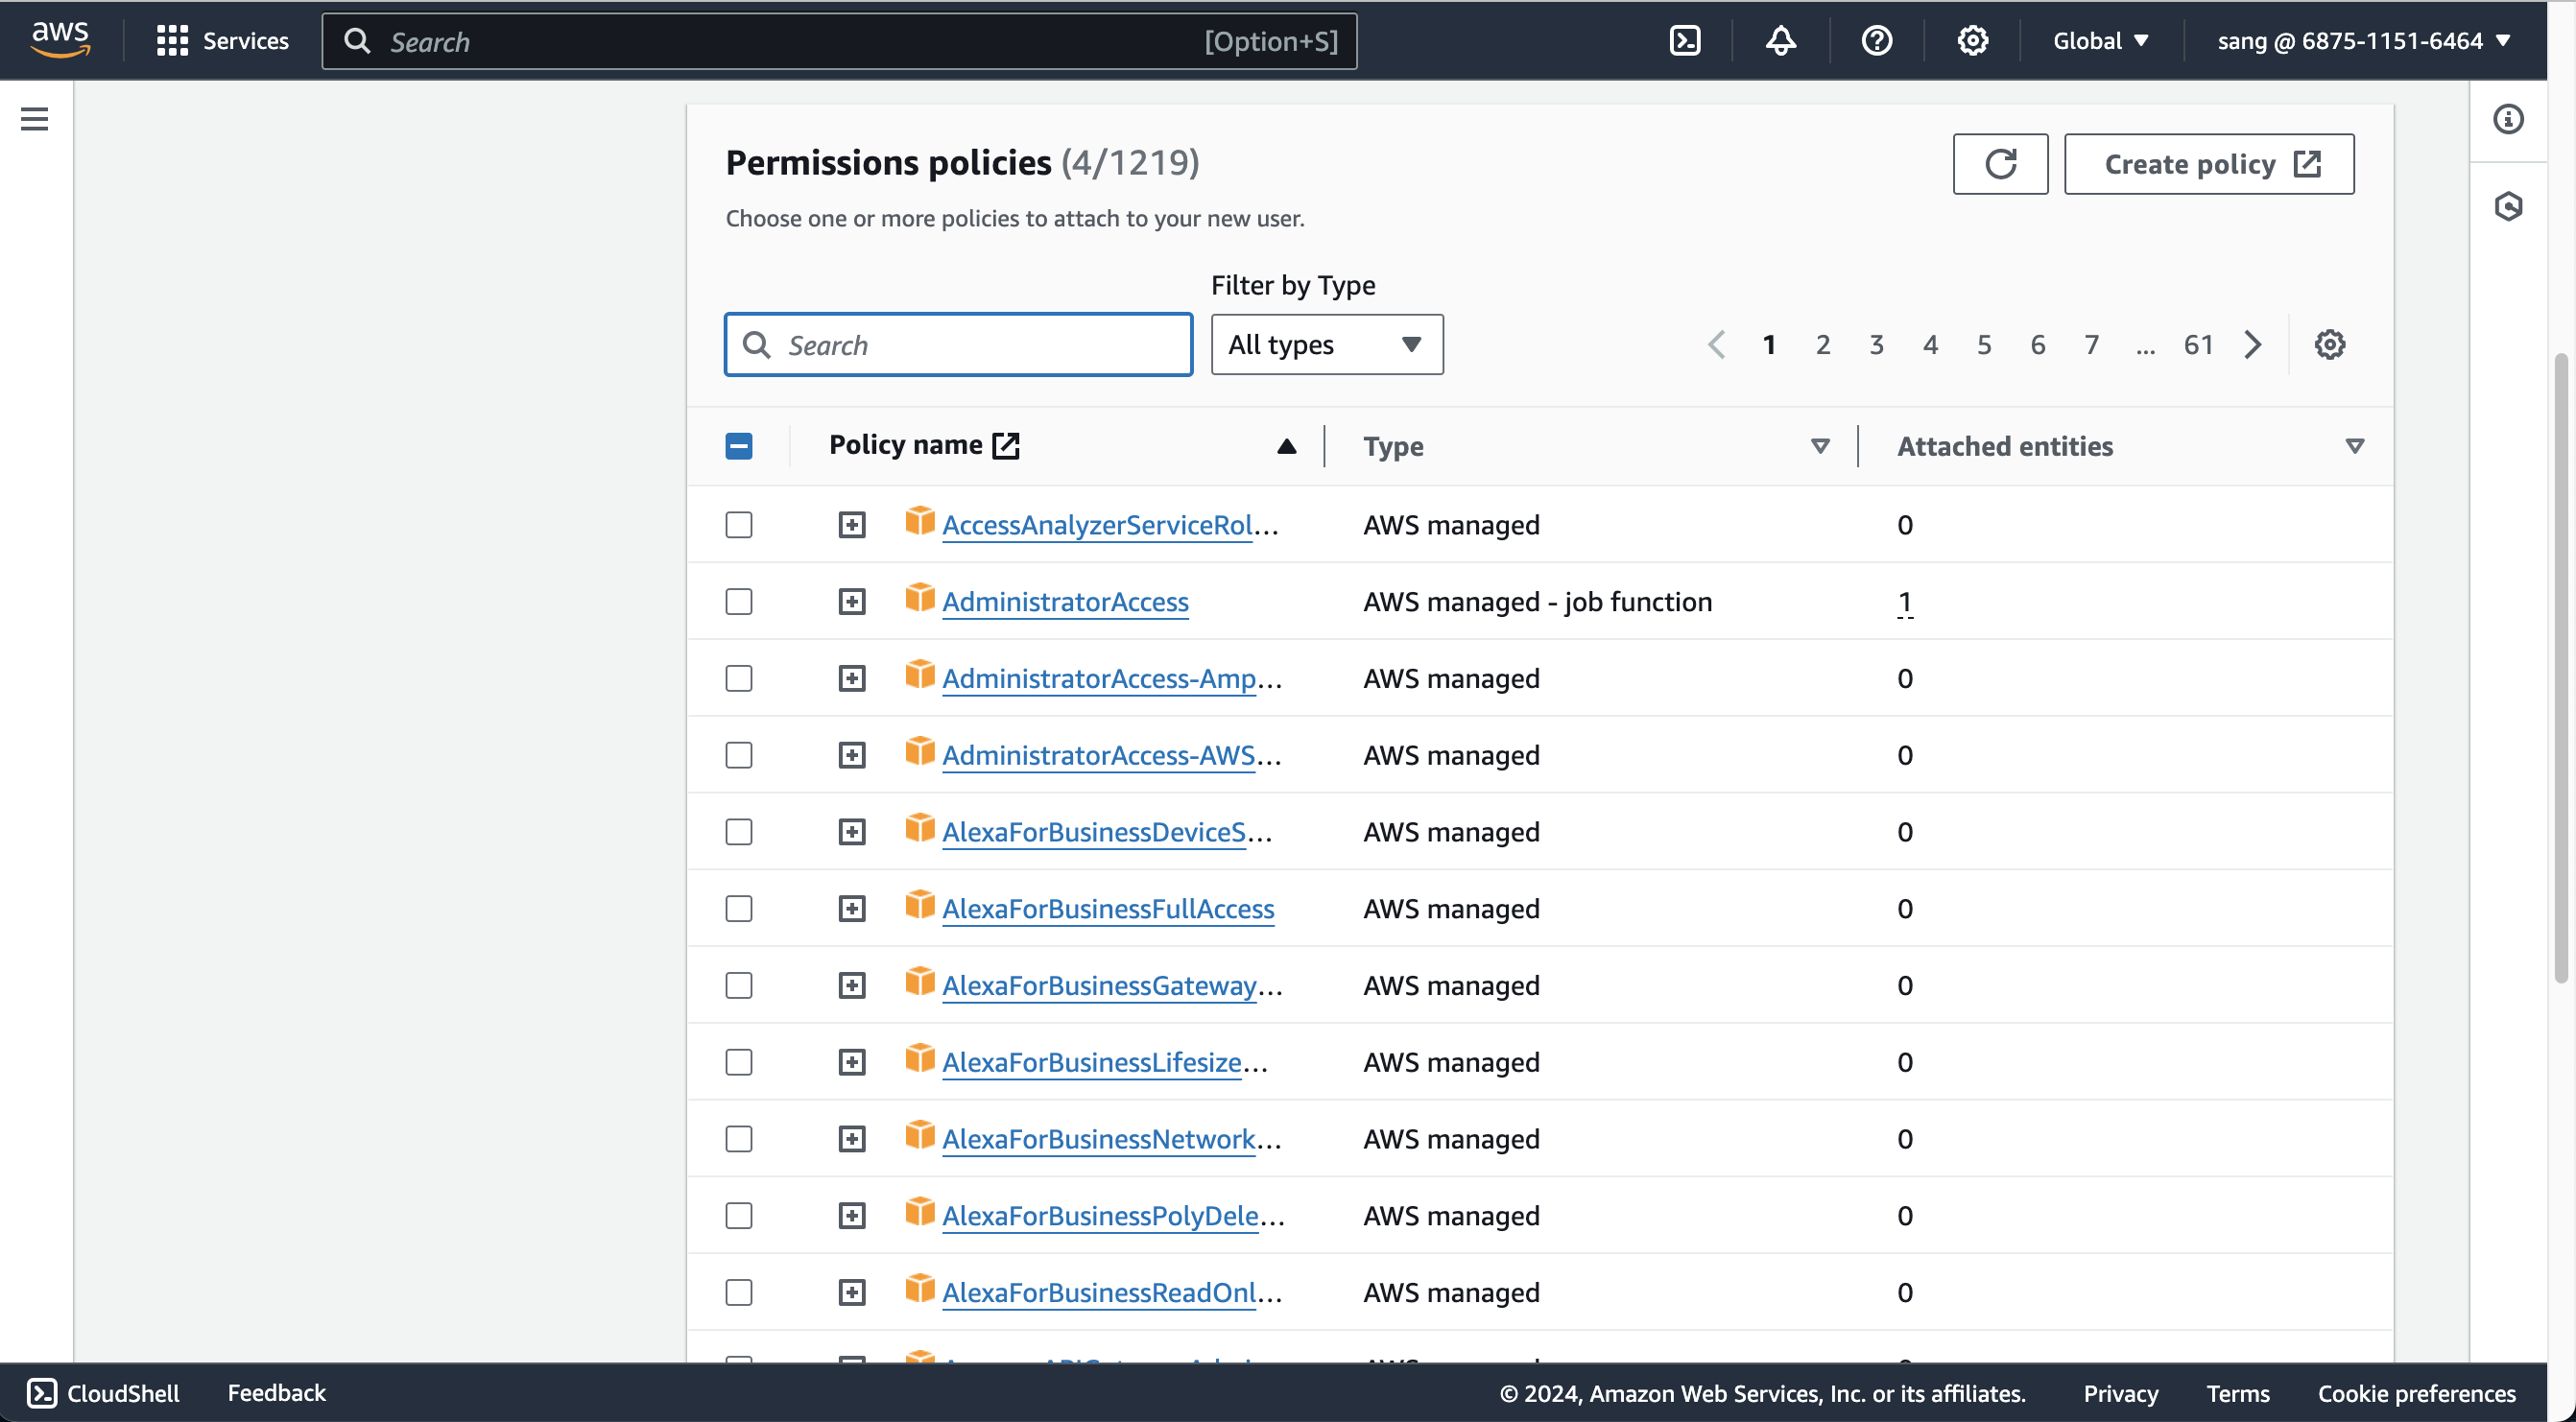 aws Services Search [Option+S] Global sang @ 6875-1151-6464
Permissions policies (4/1219) Create policy
Choose one or more policies to attach to your new user.
Filter by Type
Search All types 1 2 3 4 5 6 7 ... 61
Policy name Type Attached entities
AccessAnalyzerServiceRol... AWS managed 0
AdministratorAccess AWS managed - job function 1
AdministratorAccess-Amp... AWS managed 0
AdministratorAccess-AWS... AWS managed 0
AlexaForBusinessDeviceS... AWS managed 0
AlexaForBusinessFullAccess AWS managed 0
AlexaForBusinessGateway... AWS managed 0
AlexaForBusinessLifesize... AWS managed 0
AlexaForBusinessNetwork... AWS managed 0
AlexaForBusinessPolyDele... AWS managed 0
AlexaForBusinessReadOnl... AWS managed 0
CloudShell Feedback © 2024, Amazon Web Services, Inc. or its affiliates. Privacy Terms Cookie preferences